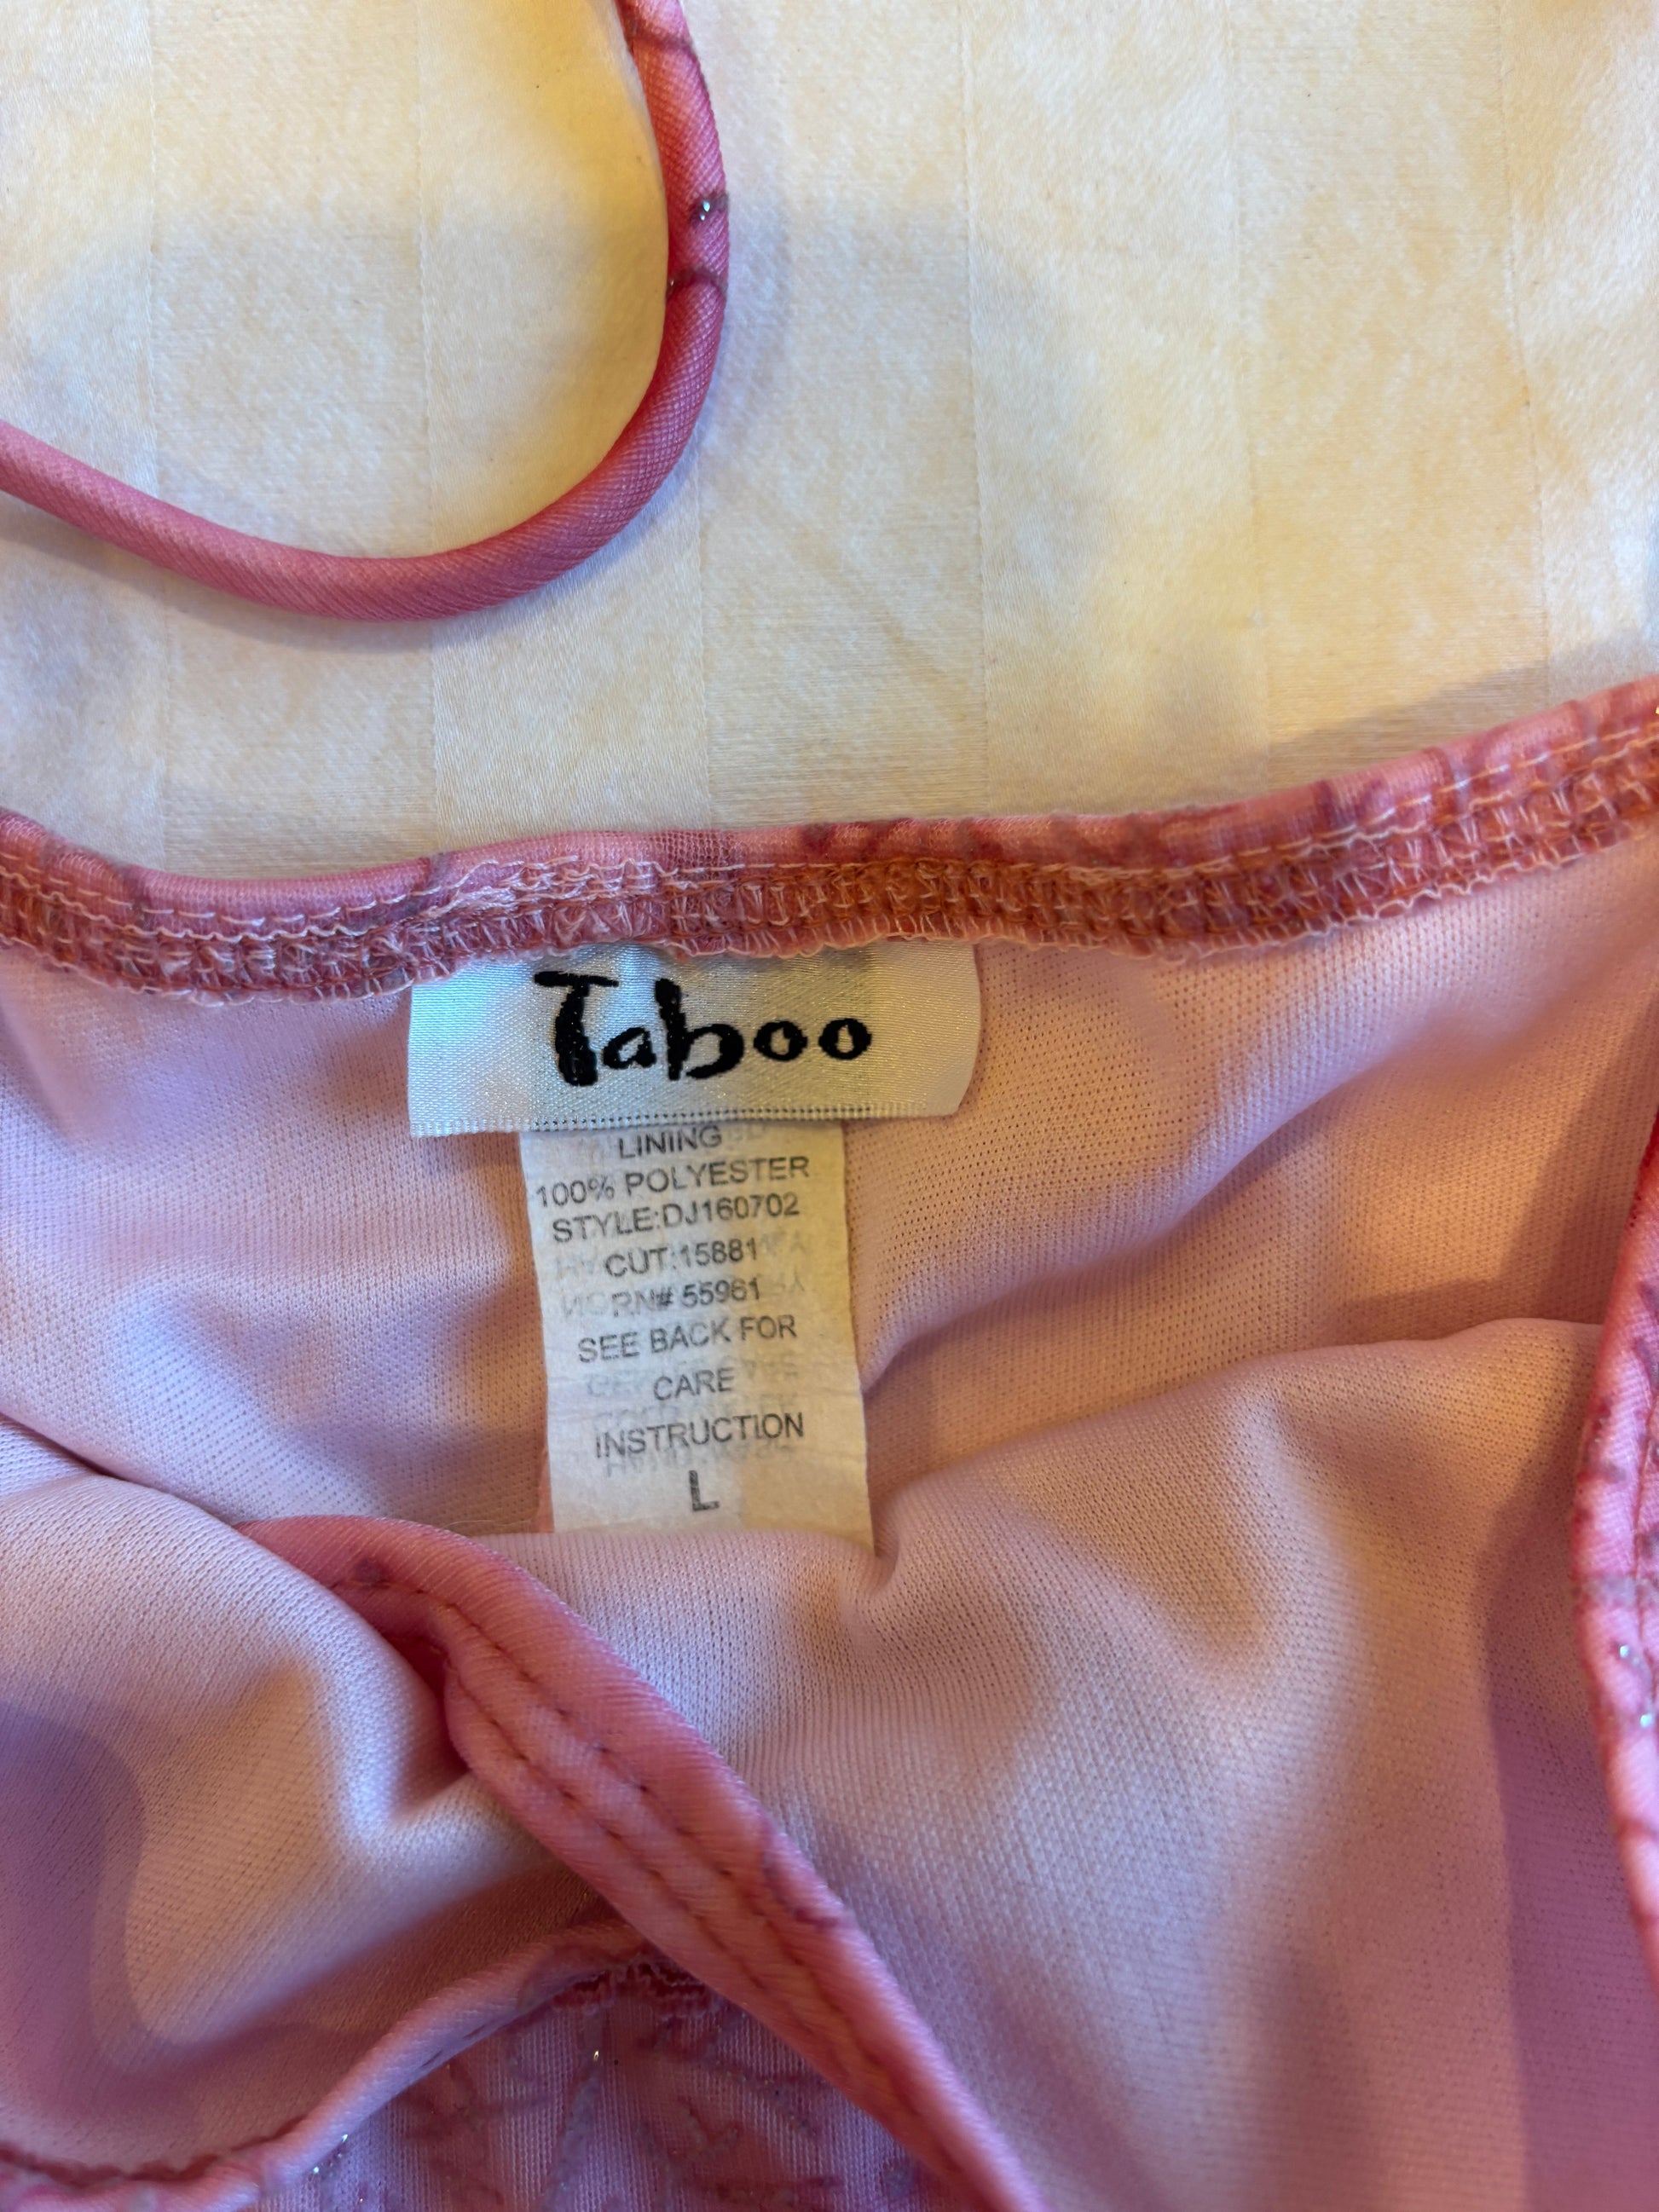 Taboo
LINING
100% POLYESTER
STYLE:DJ160702
CUT:15881
RN# 55961
SEE BACK FOR
CARE
INSTRUCTION
L